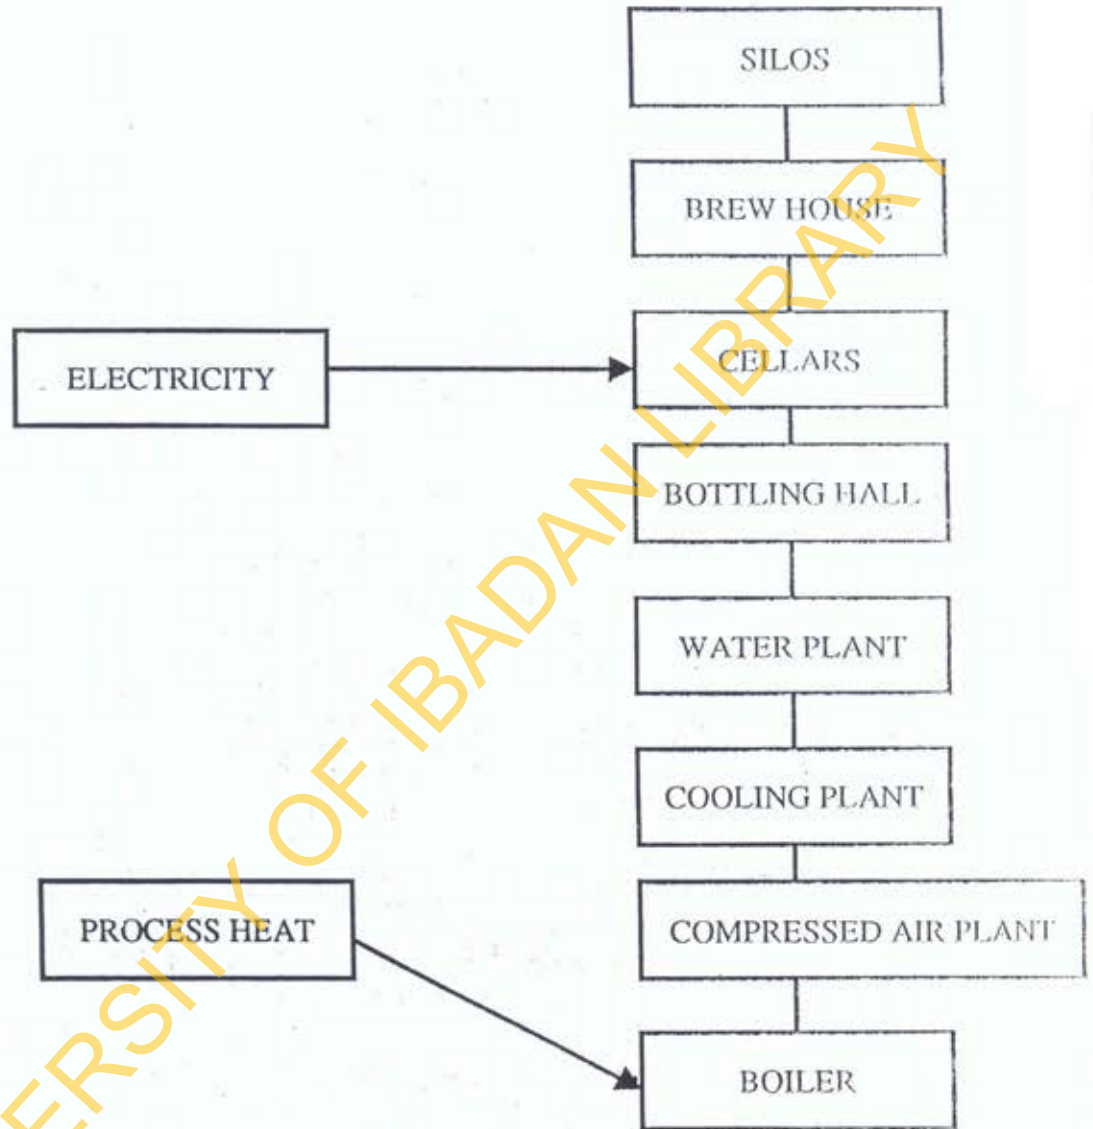 SILOS
BREW HOUSE
ELECTRICITY
CELLARS
BOTTLING HALL
WATER PLANT
COOLING PLANT
PROCESS HEAT
COMPRESSED AIR PLANT
BOILER
ERSITY OF IBADAN LIBRARY